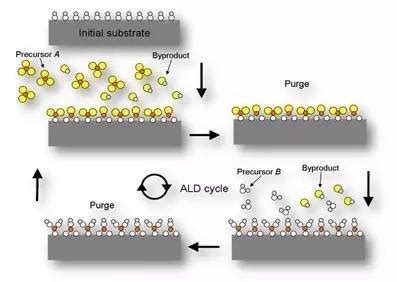 Initial substrate
Precursor A
Byproduct
Purge
Precursor B
Byproduct
ALD cycle
Purge